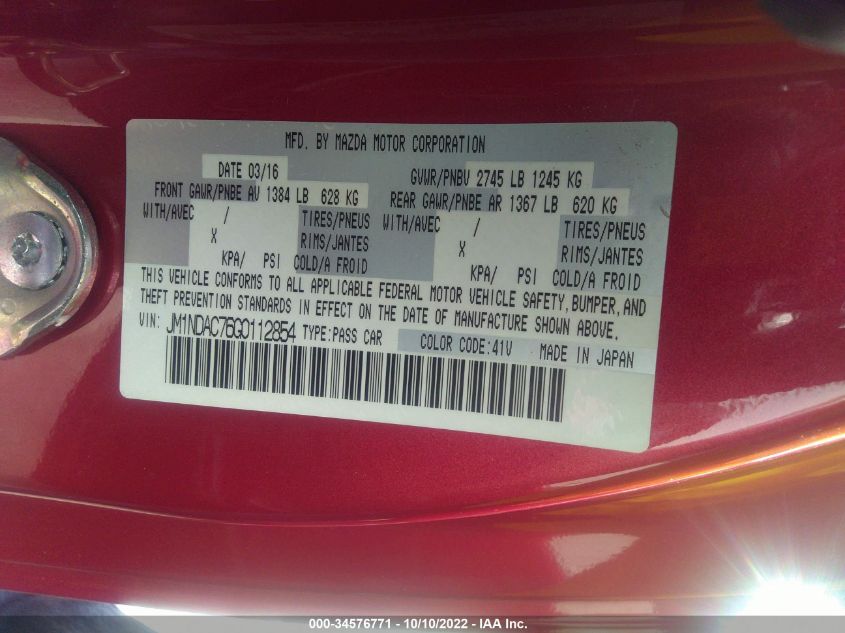 MFD. BY MAZDA MOTOR CORPORATION
DATE 03/16 GVWR/PNBV 2745 LB 1245 KG
FRONT GAWR/PNBE AV 1384 LB 628 KG REAR GAWR/PNBE AR 1367 LB 620 KG
WITH/AVEC / TIRES/PNEUS WITH/AVEC / TIRES/PNEUS
X RIMS/JANTES X RIMS/JANTES
KPA/ PSI COLD/A FROID KPA/ PSI COLD/A FROID
THIS VEHICLE CONFORMS TO ALL APPLICABLE FEDERAL MOTOR VEHICLE SAFETY, BUMPER, AND
THEFT PREVENTION STANDARDS IN EFFECT ON THE DATE OF MANUFACTURE SHOWN ABOVE.
VIN: JM1NDAC76G0112854 TYPE:PASS CAR COLOR CODE:41V MADE IN JAPAN
000-34576771 - 10/10/2022 - IAA Inc.